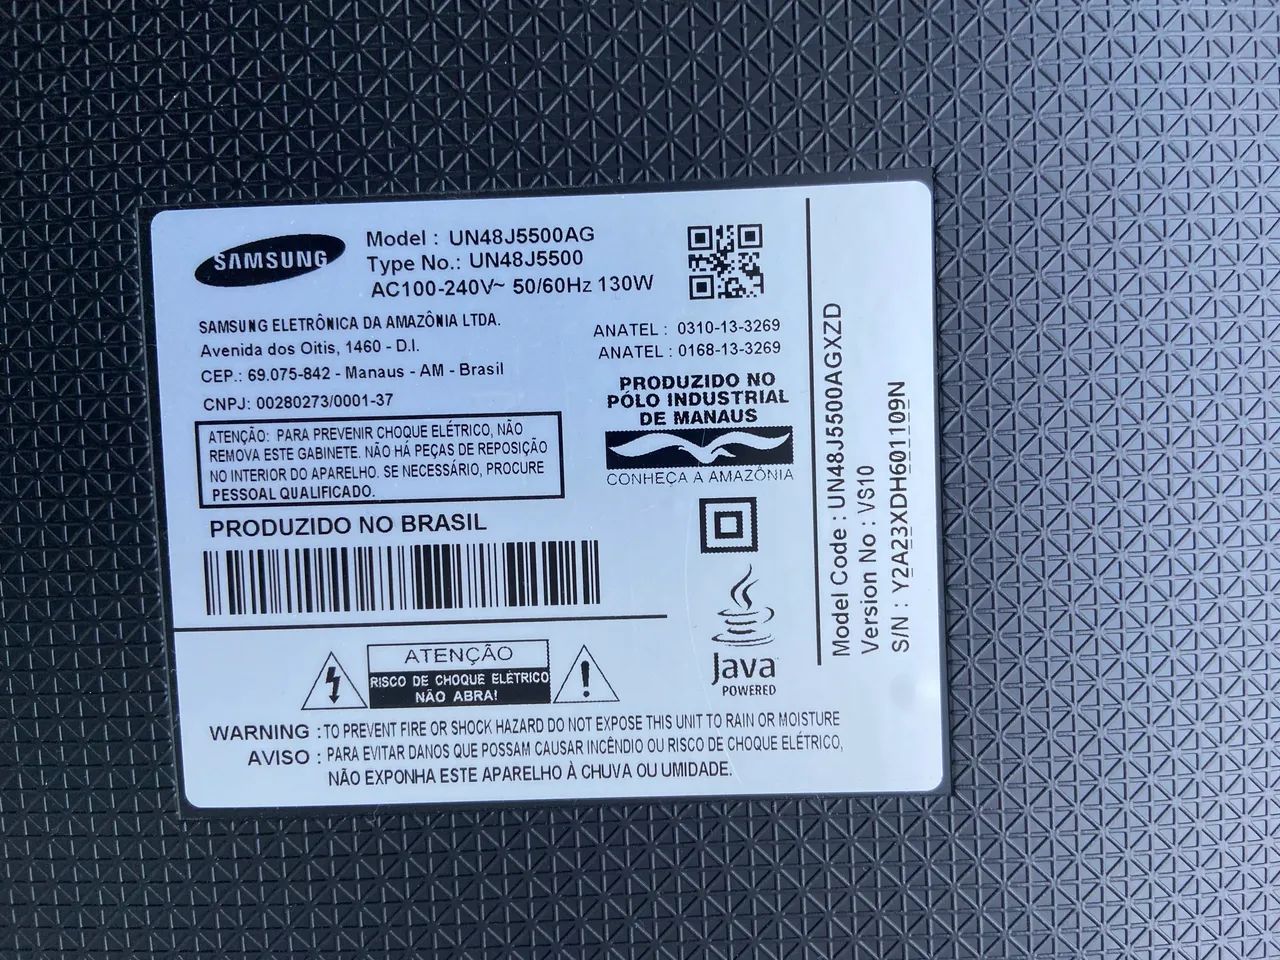 SAMSUNG
Model : UN48J5500AG
Type No.: UN48J5500
AC100-240V~ 50/60Hz 130W
SAMSUNG ELETRÔNICA DA AMAZÔNIA LTDA.
Avenida dos Oitis, 1460 - D.I.
CEP.: 69.075-842 - Manaus - AM - Brasil
CNPJ: 00280273/0001-37
ATENÇÃO: PARA PREVENIR CHOQUE ELÉTRICO, NÃO
REMOVA ESTE GABINETE. NÃO HÁ PEÇAS DE REPOSIÇÃO
NO INTERIOR DO APARELHO. SE NECESSÁRIO, PROCURE
PESSOAL QUALIFICADO.
PRODUZIDO NO BRASIL
ANATEL : 0310-13-3269
ANATEL : 0168-13-3269
PRODUZIDO NO
PÓLO INDUSTRIAL
DE MANAUS
CONHEÇA A AMAZÔNIA
Java
POWERED
ATENÇÃO
RISCO DE CHOQUE ELÉTRICO
NÃO ABRA!
WARNING : TO PREVENT FIRE OR SHOCK HAZARD DO NOT EXPOSE THIS UNIT TO RAIN OR MOISTURE
AVISO : PARA EVITAR DANOS QUE POSSAM CAUSAR INCÊNDIO OU RISCO DE CHOQUE ELÉTRICO,
NÃO EXPONHA ESTE APARELHO À CHUVA OU UMIDADE.
Model Code : UN48J5500AGXZD
Version No : VS10
S/N : Y2A23XDH601109N